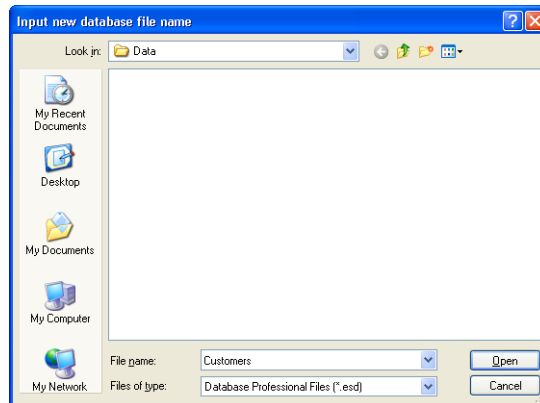 Input new database file name
Look in: Data
My Recent
Documents
Desktop
My Documents
My Computer
My Network
File name: Customers Open
Files of type: Database Professional Files (*.esd) Cancel